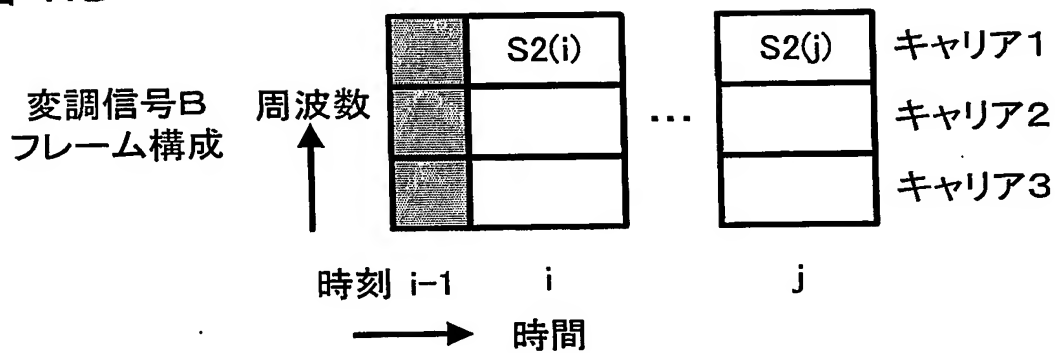 S2(i) S2(j) キャリア1
変調信号B 周波数 … キャリア2
フレーム構成
キャリア3
時刻 i-1 i j
時間